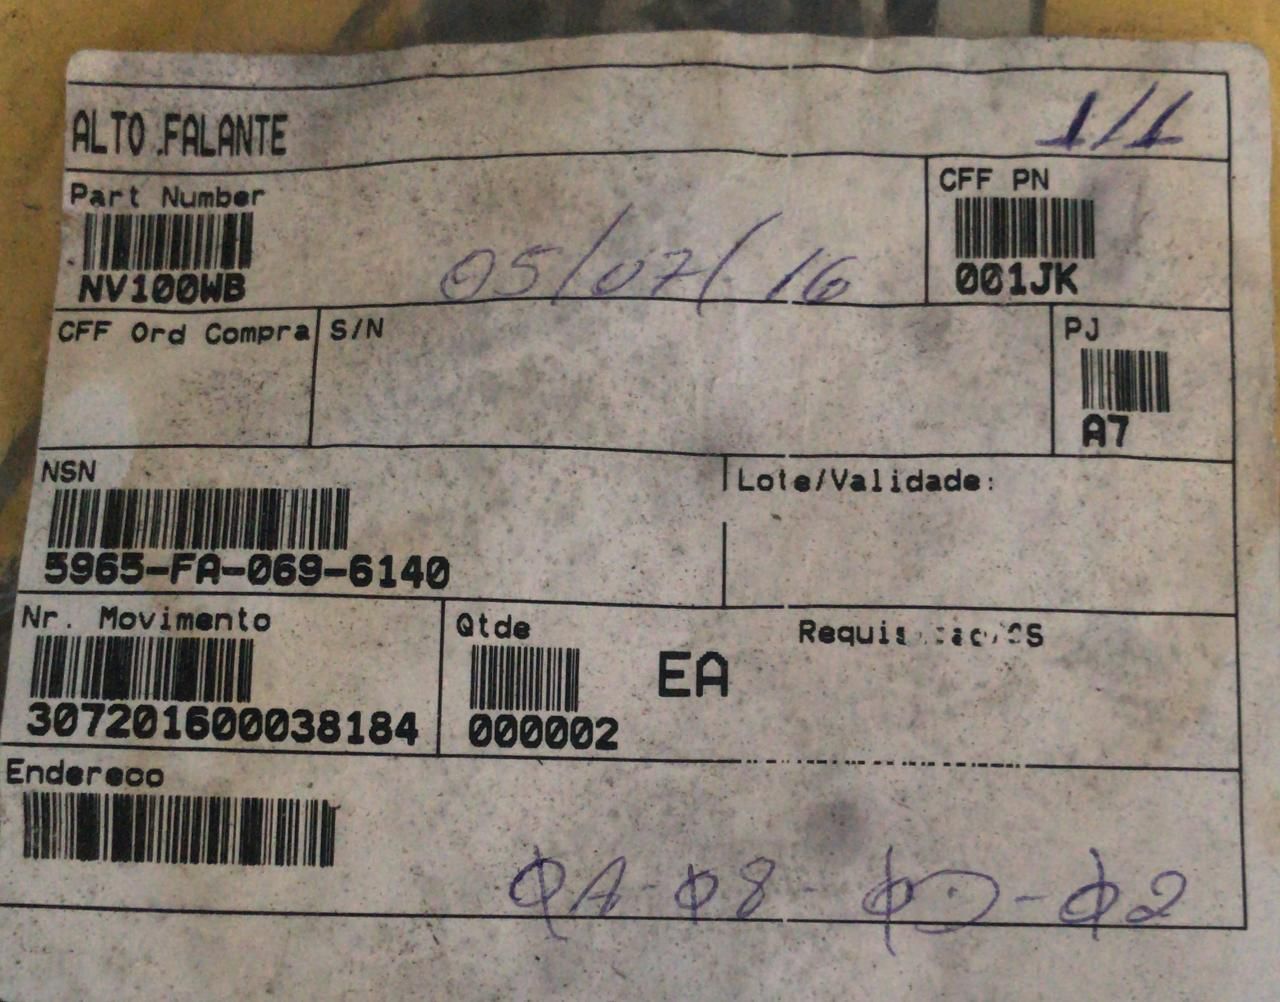 ALTO FALANTE 1/1
Part Number
NV100WB
05/07/16
CFF PN
001JK
CFF Ord Compra
S/N
PJ
A7
NSN
5965-FA-069-6140
Lote/Validade:
Nr. Movimento
307201600038184
Qtde
000002
EA
Endereco